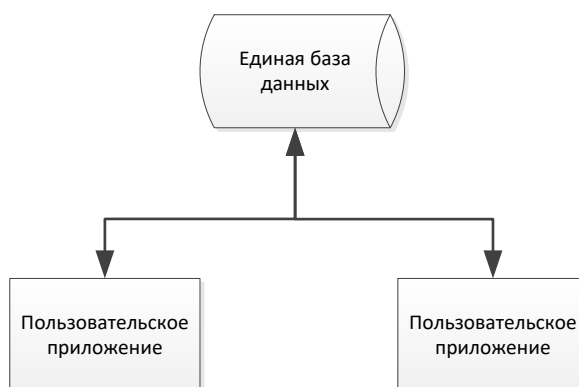 Единая база
данных
Пользовательское
приложение
Пользовательское
приложение